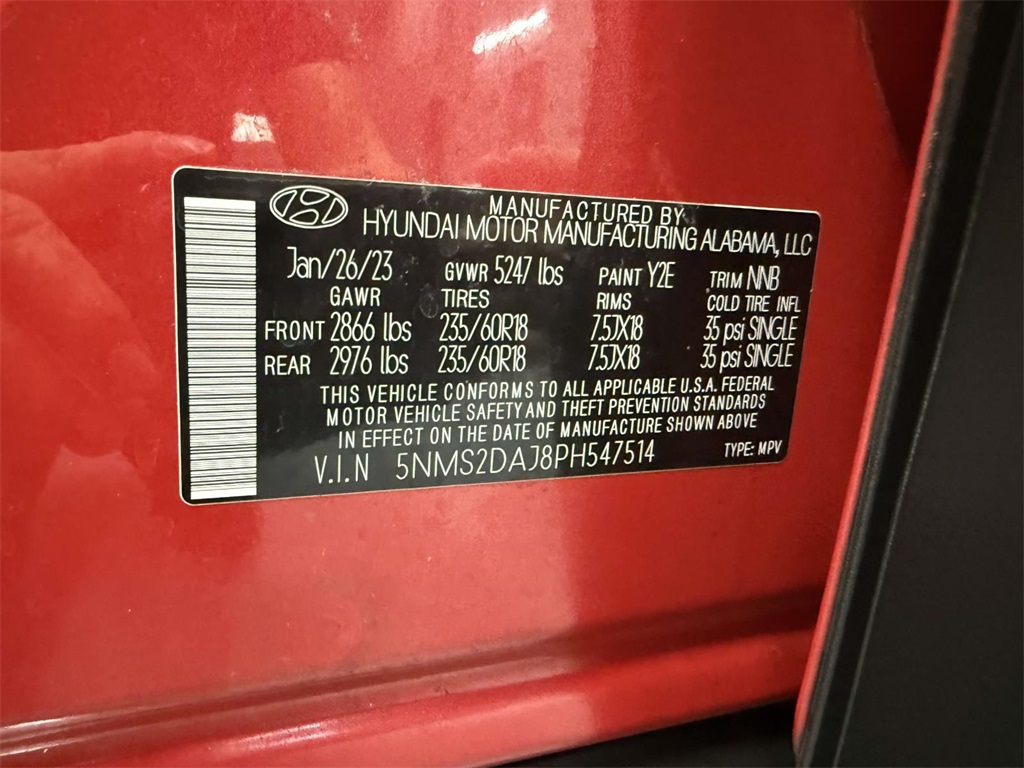 MANUFACTURED BY
HYUNDAI MOTOR MANUFACTURING ALABAMA, LLC
Jan/26/23 GVWR 5247 lbs PAINT Y2E TRIM NNB
GAWR TIRES RIMS COLD TIRE INFL
FRONT 2866 lbs 235/60R18 7.5JX18 35 psi SINGLE
REAR 2976 lbs 235/60R18 7.5JX18 35 psi SINGLE
THIS VEHICLE CONFORMS TO ALL APPLICABLE U.S.A. FEDERAL
MOTOR VEHICLE SAFETY AND THEFT PREVENTION STANDARDS
IN EFFECT ON THE DATE OF MANUFACTURE SHOWN ABOVE
V.I.N 5NMS2DAJ8PH547514 TYPE: MPV